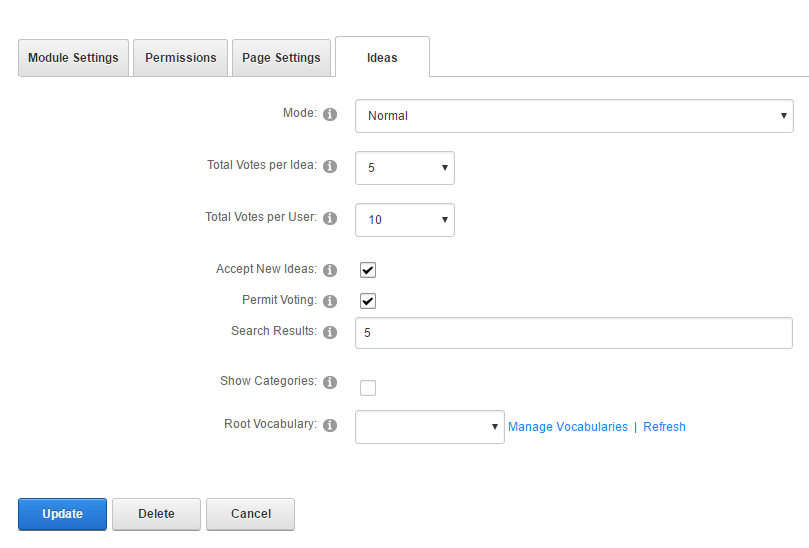 Module Settings Permissions Page Settings Ideas
Mode: Normal
Total Votes per Idea: 5
Total Votes per User: 10
Accept New Ideas:
Permit Voting:
Search Results: 5
Show Categories:
Root Vocabulary: Manage Vocabularies | Refresh
Update Delete Cancel